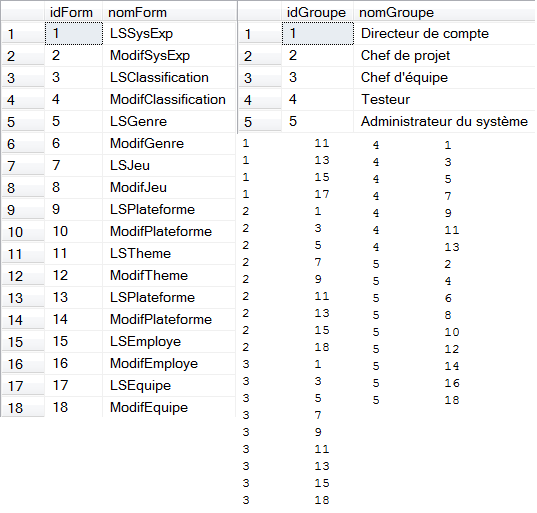 idForm nomForm
1 1 LSSysExp
2 2 ModifSysExp
3 3 LSClassification
4 4 ModifClassification
5 5 LSGenre
6 6 ModifGenre
7 7 LSJeu
8 8 ModifJeu
9 9 LSPlateforme
10 10 ModifPlateforme
11 11 LSTheme
12 12 ModifTheme
13 13 LSPlateforme
14 14 ModifPlateforme
15 15 LSEmploye
16 16 ModifEmploye
17 17 LSEquipe
18 18 ModifEquipe
idGroupe nomGroupe
1 1 Directeur de compte
2 2 Chef de projet
3 3 Chef d'équipe
4 4 Testeur
5 5 Administrateur du système
1 11
1 13
1 15
1 17
2 1
2 3
2 5
2 7
2 9
2 11
2 13
2 15
2 18
3 1
3 3
3 5
3 7
3 9
3 11
3 13
3 15
3 18
4 1
4 3
4 5
4 7
4 9
4 11
4 13
5 2
5 4
5 6
5 8
5 10
5 12
5 14
5 16
5 18